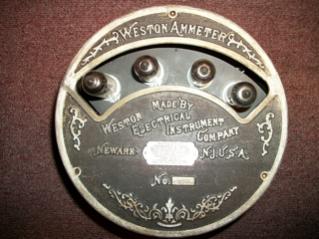 WESTON AMMETER
MADE BY
WESTON
ELECTRICAL
INSTRUMENT
COMPANY
NEWARK N.J. U.S.A.
No.